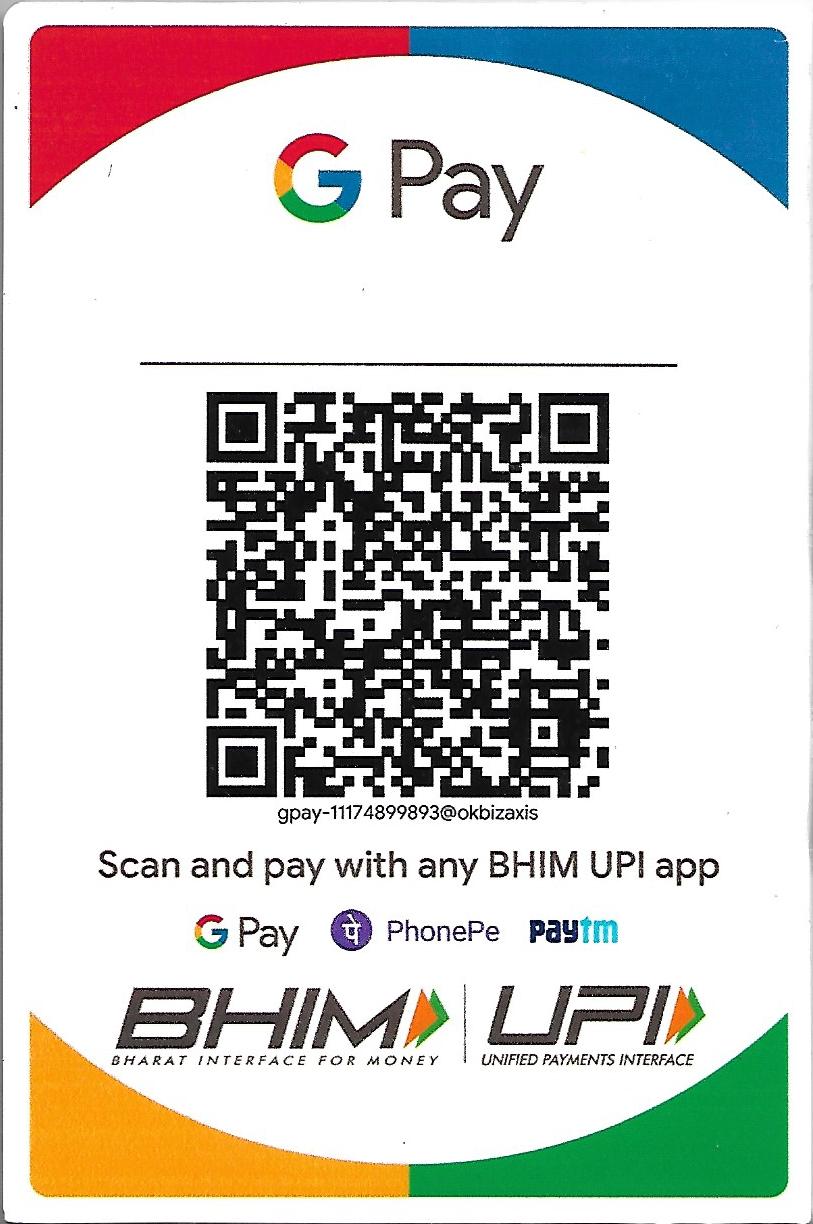 G Pay
gpay-11174899893@okbizaxis
Scan and pay with any BHIM UPI app
G Pay पे PhonePe paytm
BHIM UPI
BHARAT INTERFACE FOR MONEY UNIFIED PAYMENTS INTERFACE